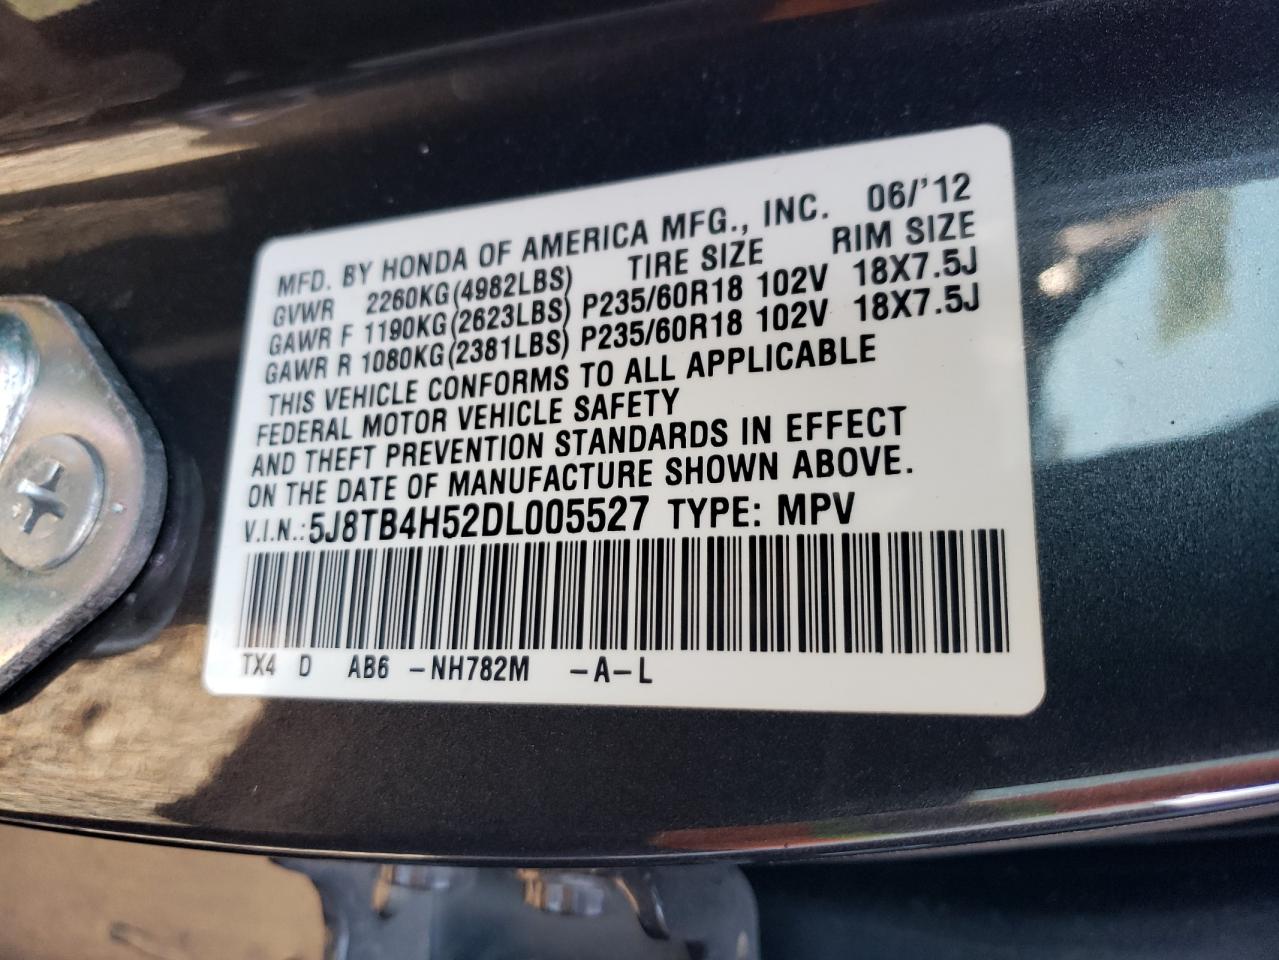 MFD. BY HONDA OF AMERICA MFG., INC. 06/'12
GVWR 2260KG(4982LBS) TIRE SIZE RIM SIZE
GAWR F 1190KG(2623LBS) P235/60R18 102V 18X7.5J
GAWR R 1080KG(2381LBS) P235/60R18 102V 18X7.5J
THIS VEHICLE CONFORMS TO ALL APPLICABLE
FEDERAL MOTOR VEHICLE SAFETY
AND THEFT PREVENTION STANDARDS IN EFFECT
ON THE DATE OF MANUFACTURE SHOWN ABOVE.
V.I.N.: 5J8TB4H52DL005527 TYPE: MPV
TX4 D AB6 -NH782M -A-L